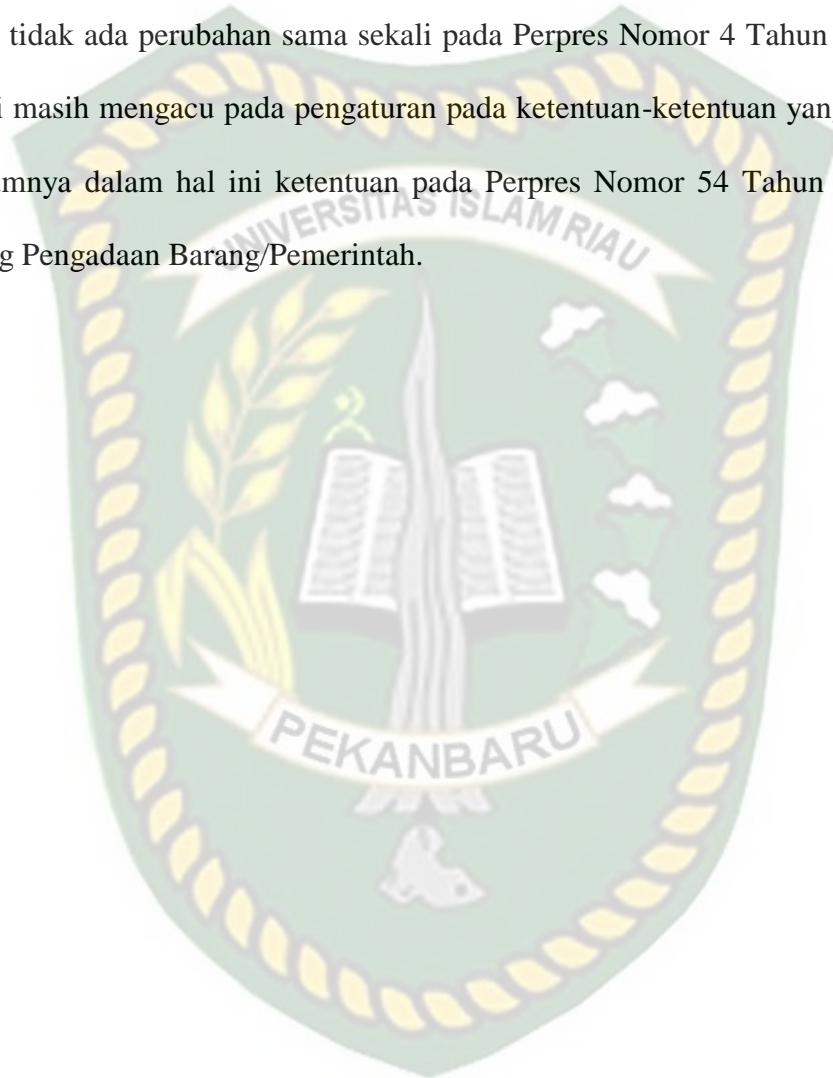 tidak ada perubahan sama sekali pada Perpres Nomor 4 Tahun
i masih mengacu pada pengaturan pada ketentuan-ketentuan yang
mnya dalam hal ini ketentuan pada Perpres Nomor 54 Tahun
g Pengadaan Barang/Pemerintah.
UNIVERSITAS ISLAM RIAU
PEKANBARU